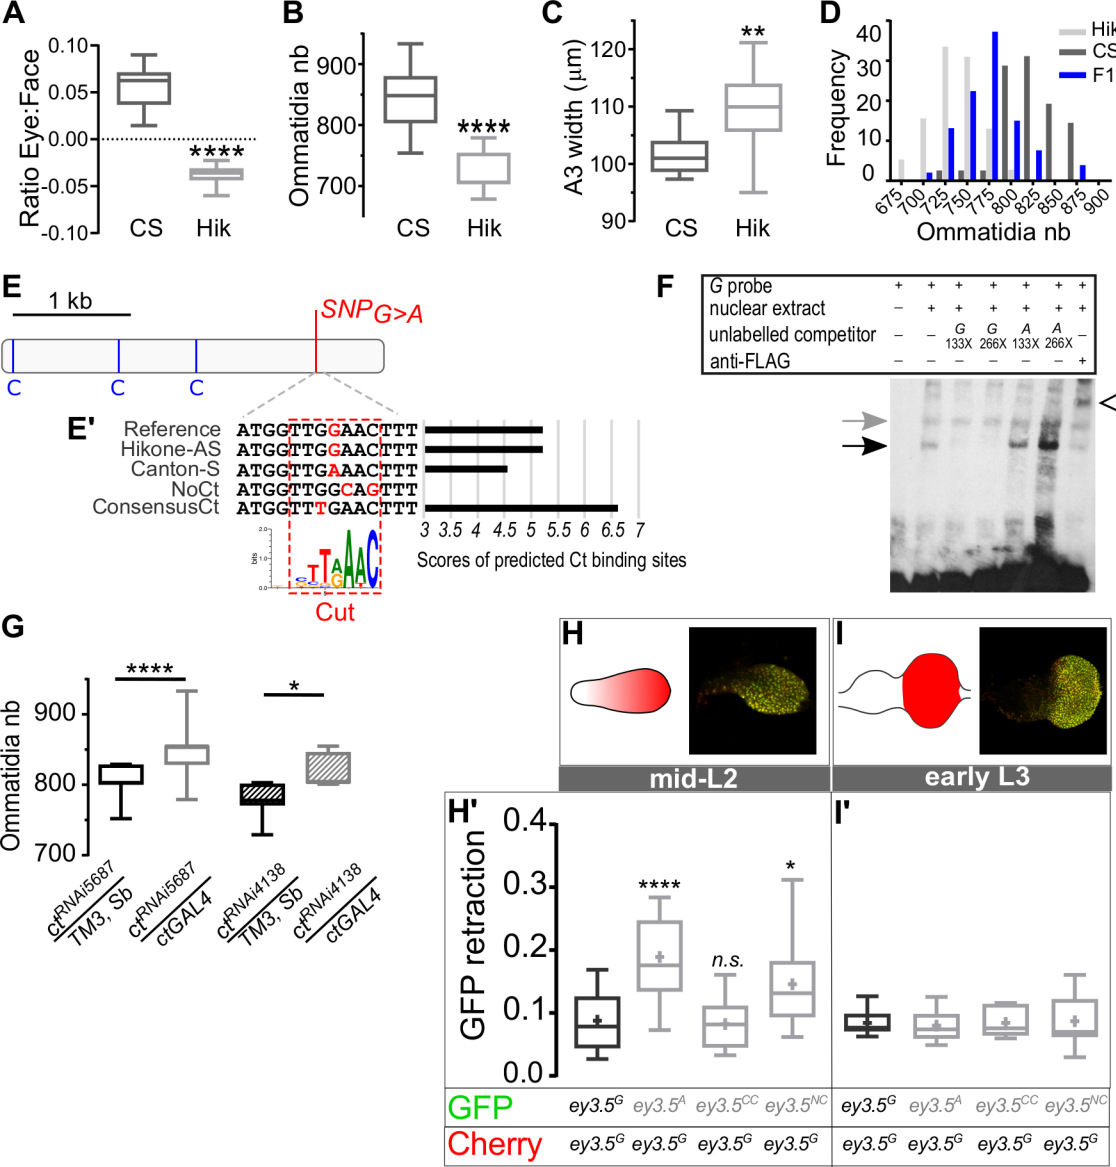 A
Ratio Eye:Face
0.10
0.05
0.00
-0.05
-0.10
****
CS
Hik
B
Ommatidia nb
900
800
700
****
CS
Hik
C
A3 width (μm)
120
110
100
90
**
CS
Hik
D
Frequency
40
30
20
10
0
675
700
725
750
775
800
825
850
875
900
Ommatidia nb
Hik
CS
F1
E
1 kb
SNP G>A
C
C
C
E'
Reference ATGGTTGGAACTTT
Hikone-AS ATGGTTGGAACTTT
Canton-S ATGGTTGAAACTTT
NoCt ATGGTTGGCAGTTT
ConsensusCt ATGGTTTGAACTTT
3 3.5 4 4.5 5 5.5 6 6.5 7
Scores of predicted Ct binding sites
2.0
1.0
0.0
bits
Cut
F
G probe + + + + + + +
nuclear extract – + + + + + +
unlabelled competitor – – G 133X G 266X A 133X A 266X –
anti-FLAG – – – – – – +
G
Ommatidia nb
900
800
700
****
*
ctRNAi5687
TM3, Sb
ctRNAi5687
ctGAL4
ctRNAi4138
TM3, Sb
ctRNAi4138
ctGAL4
H
mid-L2
I
early L3
H'
GFP retraction
0.4
0.3
0.2
0.1
0.0
****
n.s.
*
I'
GFP ey3.5G ey3.5A ey3.5CC ey3.5NC ey3.5G ey3.5A ey3.5CC ey3.5NC
Cherry ey3.5G ey3.5G ey3.5G ey3.5G ey3.5G ey3.5G ey3.5G ey3.5G